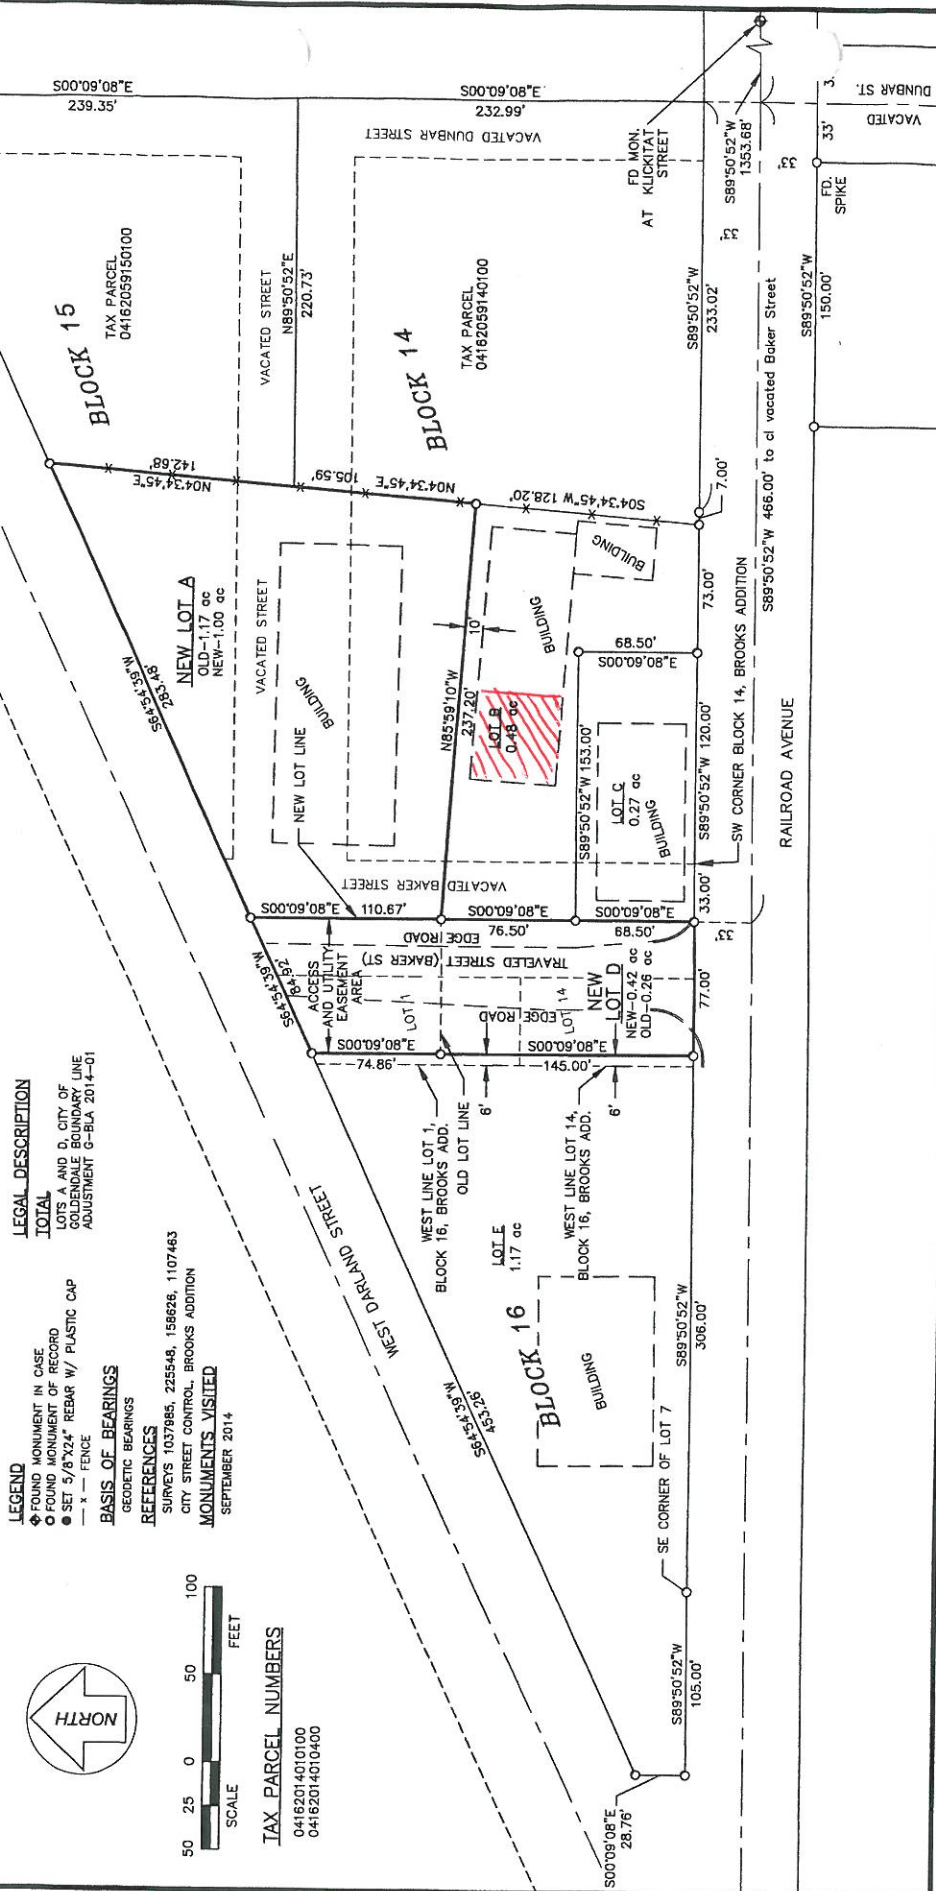 LEGEND
FOUND MONUMENT IN CASE
FOUND MONUMENT OF RECORD
SET 5/8"X24" REBAR W/ PLASTIC CAP
— x — FENCE
BASIS OF BEARINGS
GEODETIC BEARINGS
REFERENCES
SURVEYS 1037985, 225548, 158626, 1107463
CITY STREET CONTROL, BROOKS ADDITION
MONUMENTS VISITED
SEPTEMBER 2014
LEGAL DESCRIPTION
TOTAL
LOTS A AND D, CITY OF
GOLDENDALE BOUNDARY LINE
ADJUSTMENT G-BLA 2014-01
NORTH
50 25 0 50 100
SCALE FEET
TAX PARCEL NUMBERS
04162014010100
04162014010400
WEST DARLAND STREET
S64°54'39"W
453.26'
S64°54'39"W
84.92'
S64°54'39"W
283.48'
S00°09'08"E
28.76'
S89°50'52"W
105.00'
SE CORNER OF LOT 7
S89°50'52"W
306.00'
BLOCK 16
BUILDING
LOT E
1.17 ac
WEST LINE LOT 1,
BLOCK 16, BROOKS ADD.
OLD LOT LINE
WEST LINE LOT 14,
BLOCK 16, BROOKS ADD.
6'
6'
S00°09'08"E
74.86'
S00°09'08"E
145.00'
ACCESS
AND UTILITY
EASEMENT
AREA
LOT 1
LOT 14
EDGE ROAD
TRAVELED STREET (BAKER ST)
EDGE ROAD
NEW
LOT D
NEW-0.42 ac
OLD-0.26 ac
77.00'
S00°09'08"E
110.67'
S00°09'08"E
76.50'
S00°09'08"E
68.50'
VACATED BAKER STREET
33.00'
33'
NEW LOT LINE
BUILDING
VACATED STREET
NEW LOT A
OLD-1.17 ac
NEW-1.00 ac
N85°59'10"W
237.20'
10'
LOT B
0.48 ac
BUILDING
BUILDING
S89°50'52"W 153.00'
LOT C
0.27 ac
BUILDING
68.50'
S00°09'08"E
S89°50'52"W 120.00'
73.00'
7.00'
SW CORNER BLOCK 14, BROOKS ADDITION
RAILROAD AVENUE
S89°50'52"W 466.00' to cl vacated Baker Street
N04°34'45"E
142.68'
N04°34'45"E
105.59'
S04°34'45"W 128.20'
BLOCK 15
TAX PARCEL
04162059150100
VACATED STREET
N89°50'52"E
220.73'
BLOCK 14
TAX PARCEL
04162059140100
S89°50'52"W
233.02'
S00°09'08"E
239.35'
S00°09'08"E
232.99'
VACATED DUNBAR STREET
FD MON.
AT KLICKITAT
STREET
S89°50'52"W
1353.68'
33'
33'
S89°50'52"W
150.00'
FD.
SPIKE
33'
VACATED
DUNBAR ST.